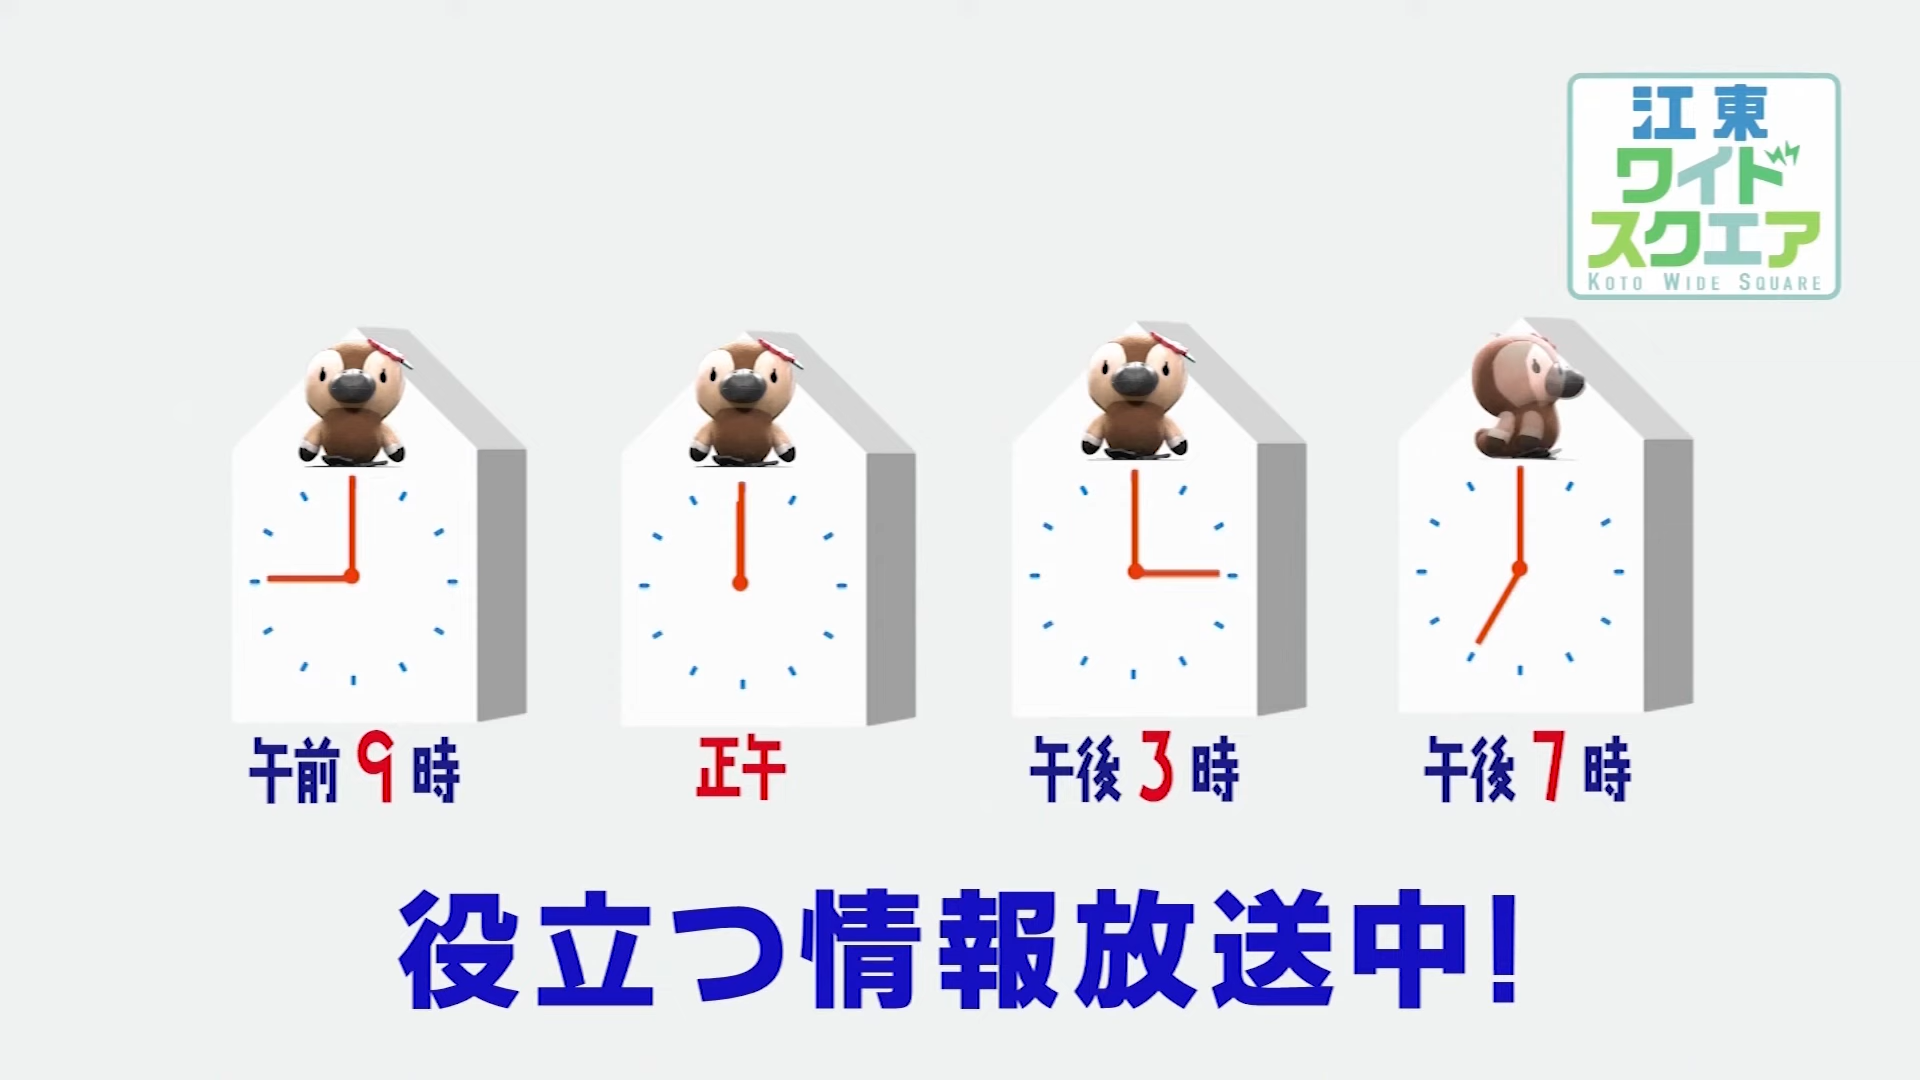 江東
ワイド
スクエア
KOTO WIDE SQUARE
午前9時
正午
午後3時
午後7時
役立つ情報放送中!